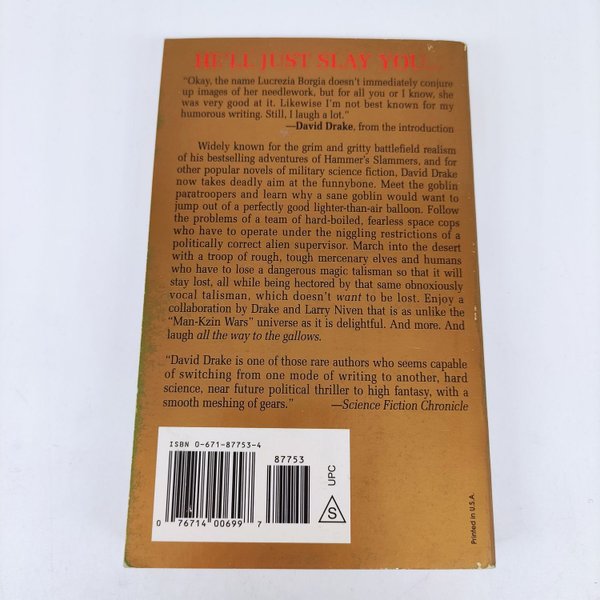 HE'LL JUST SLAY YOU...
"Okay, the name Lucrezia Borgia doesn't immediately conjure
up images of her needlework, but for all you or I know, she
was very good at it. Likewise I'm not best known for my
humorous writing. Still, I laugh a lot."
—David Drake, from the introduction
Widely known for the grim and gritty battlefield realism
of his bestselling adventures of Hammer's Slammers, and for
other popular novels of military science fiction, David Drake
now takes deadly aim at the funnybone. Meet the goblin
paratroopers and learn why a sane goblin would want to
jump out of a perfectly good lighter-than-air balloon. Follow
the problems of a team of hard-boiled, fearless space cops
who have to operate under the niggling restrictions of a
politically correct alien supervisor. March into the desert
with a troop of rough, tough mercenary elves and humans
who have to lose a dangerous magic talisman so that it will
stay lost, all while being hectored by that same obnoxiously
vocal talisman, which doesn't want to be lost. Enjoy a
collaboration by Drake and Larry Niven that is as unlike the
"Man-Kzin Wars" universe as it is delightful. And more. And
laugh all the way to the gallows.
"David Drake is one of those rare authors who seems capable
of switching from one mode of writing to another, hard
science, near future political thriller to high fantasy, with a
smooth meshing of gears." —Science Fiction Chronicle
ISBN 0-671-87753-4
87753
0 76714 00699 7
UPC
S
Printed in U.S.A.